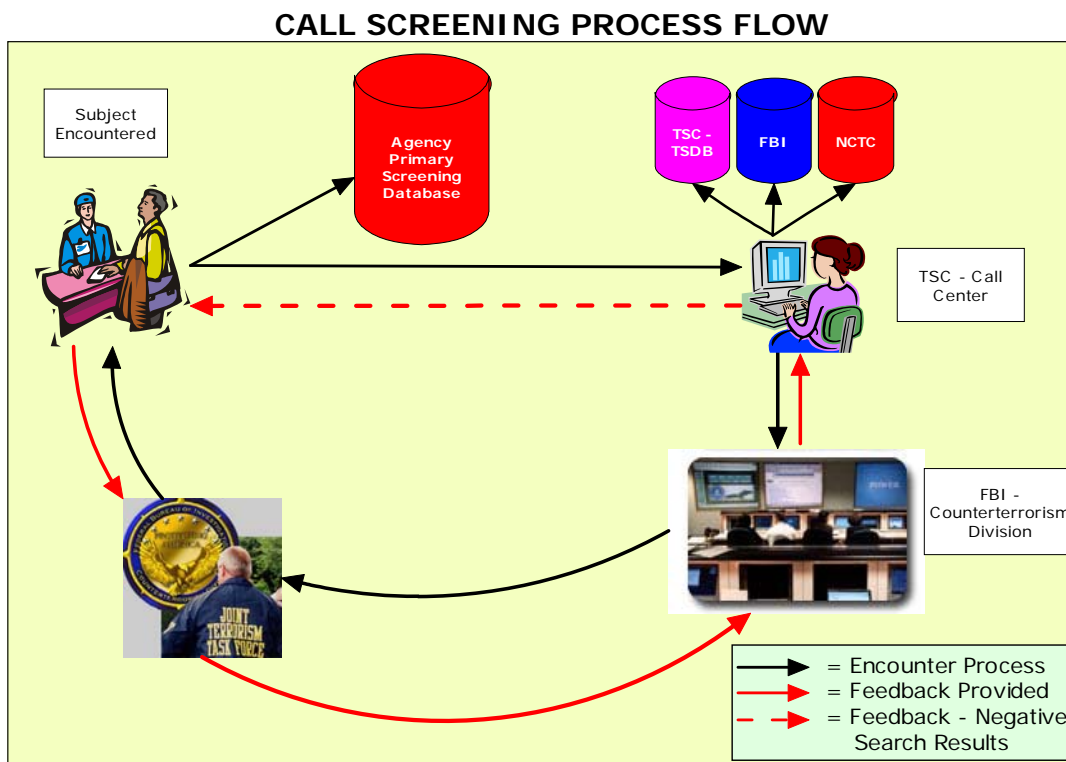 CALL SCREENING PROCESS FLOW
Subject
Encountered
Agency
Primary
Screening
Database
TSC -
TSDB
FBI
NCTC
TSC - Call
Center
FBI -
Counterterrorism
Division
JOINT
TERRORISM
TASK FORCE
= Encounter Process
= Feedback Provided
= Feedback - Negative
Search Results